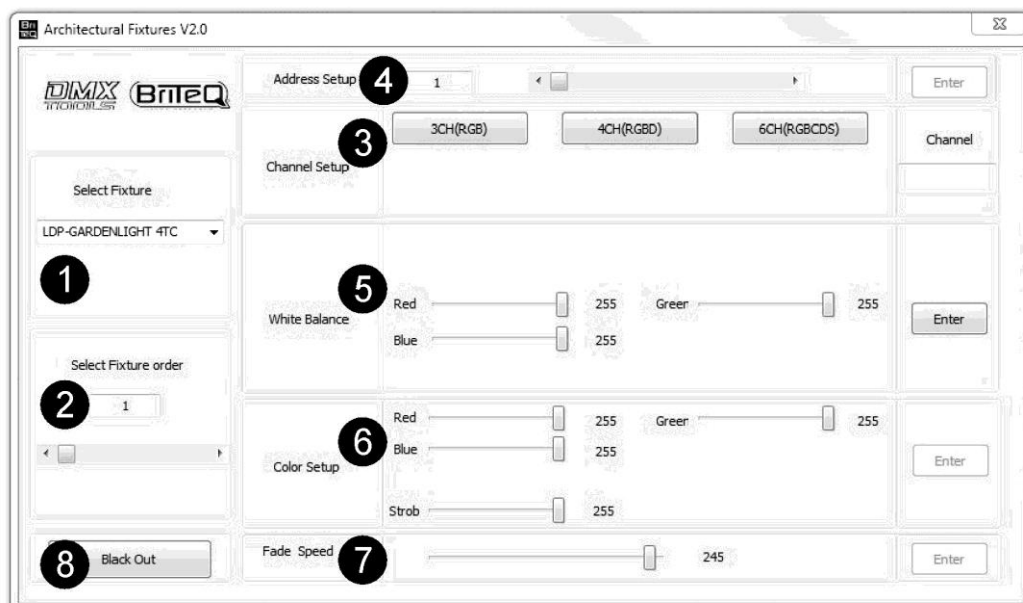 BriTEQ Architectural Fixtures V2.0
DMX TOOLS BriTEQ
Address Setup 4 1 Enter
3 3CH(RGB) 4CH(RGBD) 6CH(RGBCDS) Channel
Channel Setup
Select Fixture
LDP-GARDENLIGHT 4TC
1
White Balance 5 Red 255 Green 255 Enter
Blue 255
Select Fixture order
2 1
Color Setup 6 Red 255 Green 255 Enter
Blue 255
Strob 255
8 Black Out
Fade Speed 7 245 Enter